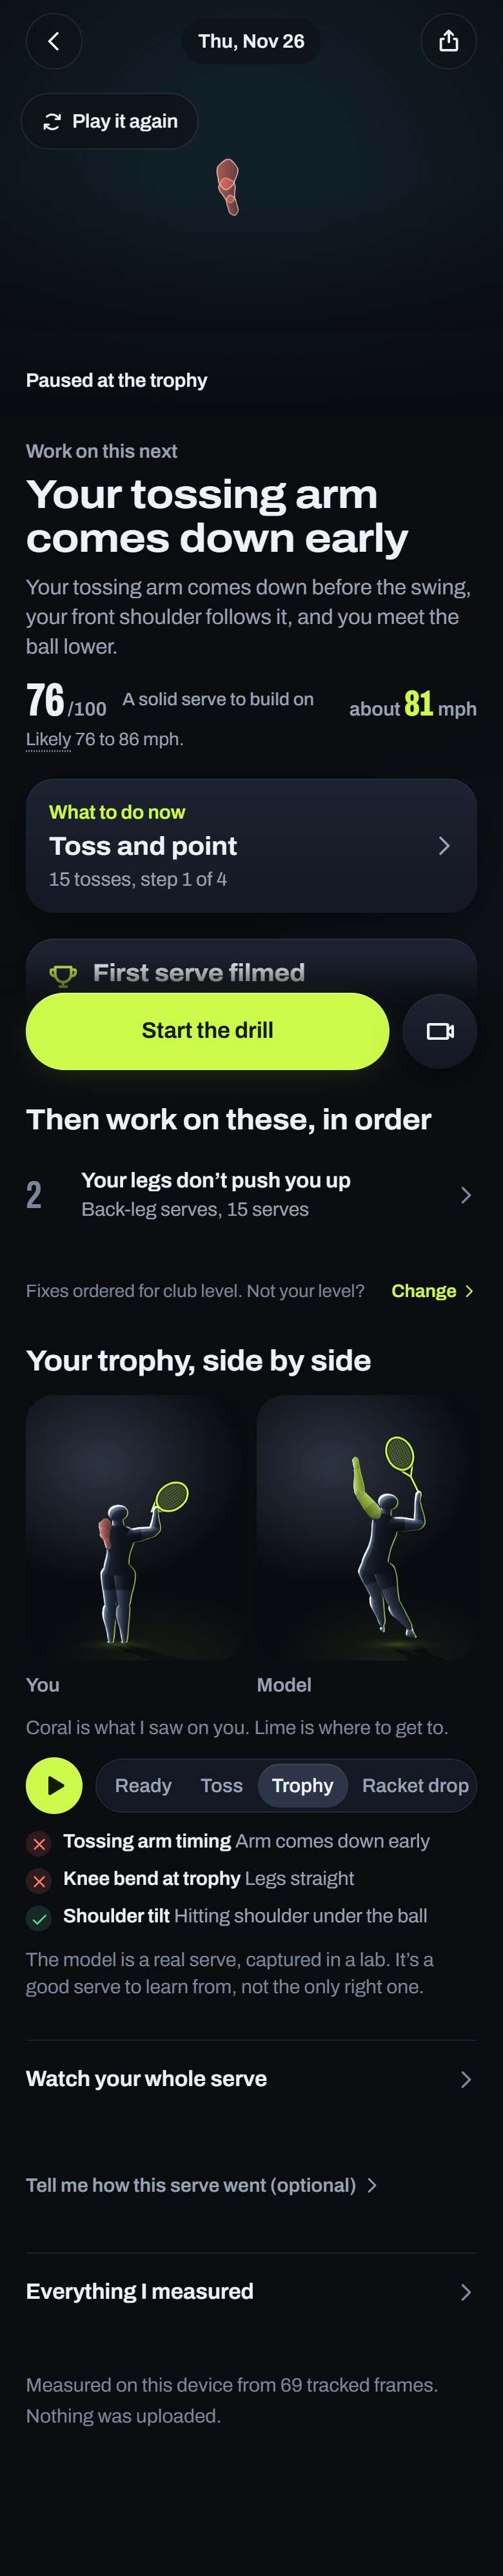 Thu, Nov 26
Play it again
Paused at the trophy
Work on this next
Your tossing arm
comes down early
Your tossing arm comes down before the swing,
your front shoulder follows it, and you meet the
ball lower.
76 /100 A solid serve to build on about 81 mph
Likely 76 to 86 mph.
What to do now
Toss and point
15 tosses, step 1 of 4
First serve filmed
Start the drill
Then work on these, in order
2 Your legs don’t push you up
Back-leg serves, 15 serves
Fixes ordered for club level. Not your level? Change
Your trophy, side by side
You Model
Coral is what I saw on you. Lime is where to get to.
Ready Toss Trophy Racket drop
Tossing arm timing Arm comes down early
Knee bend at trophy Legs straight
Shoulder tilt Hitting shoulder under the ball
The model is a real serve, captured in a lab. It’s a
good serve to learn from, not the only right one.
Watch your whole serve
Tell me how this serve went (optional)
Everything I measured
Measured on this device from 69 tracked frames.
Nothing was uploaded.